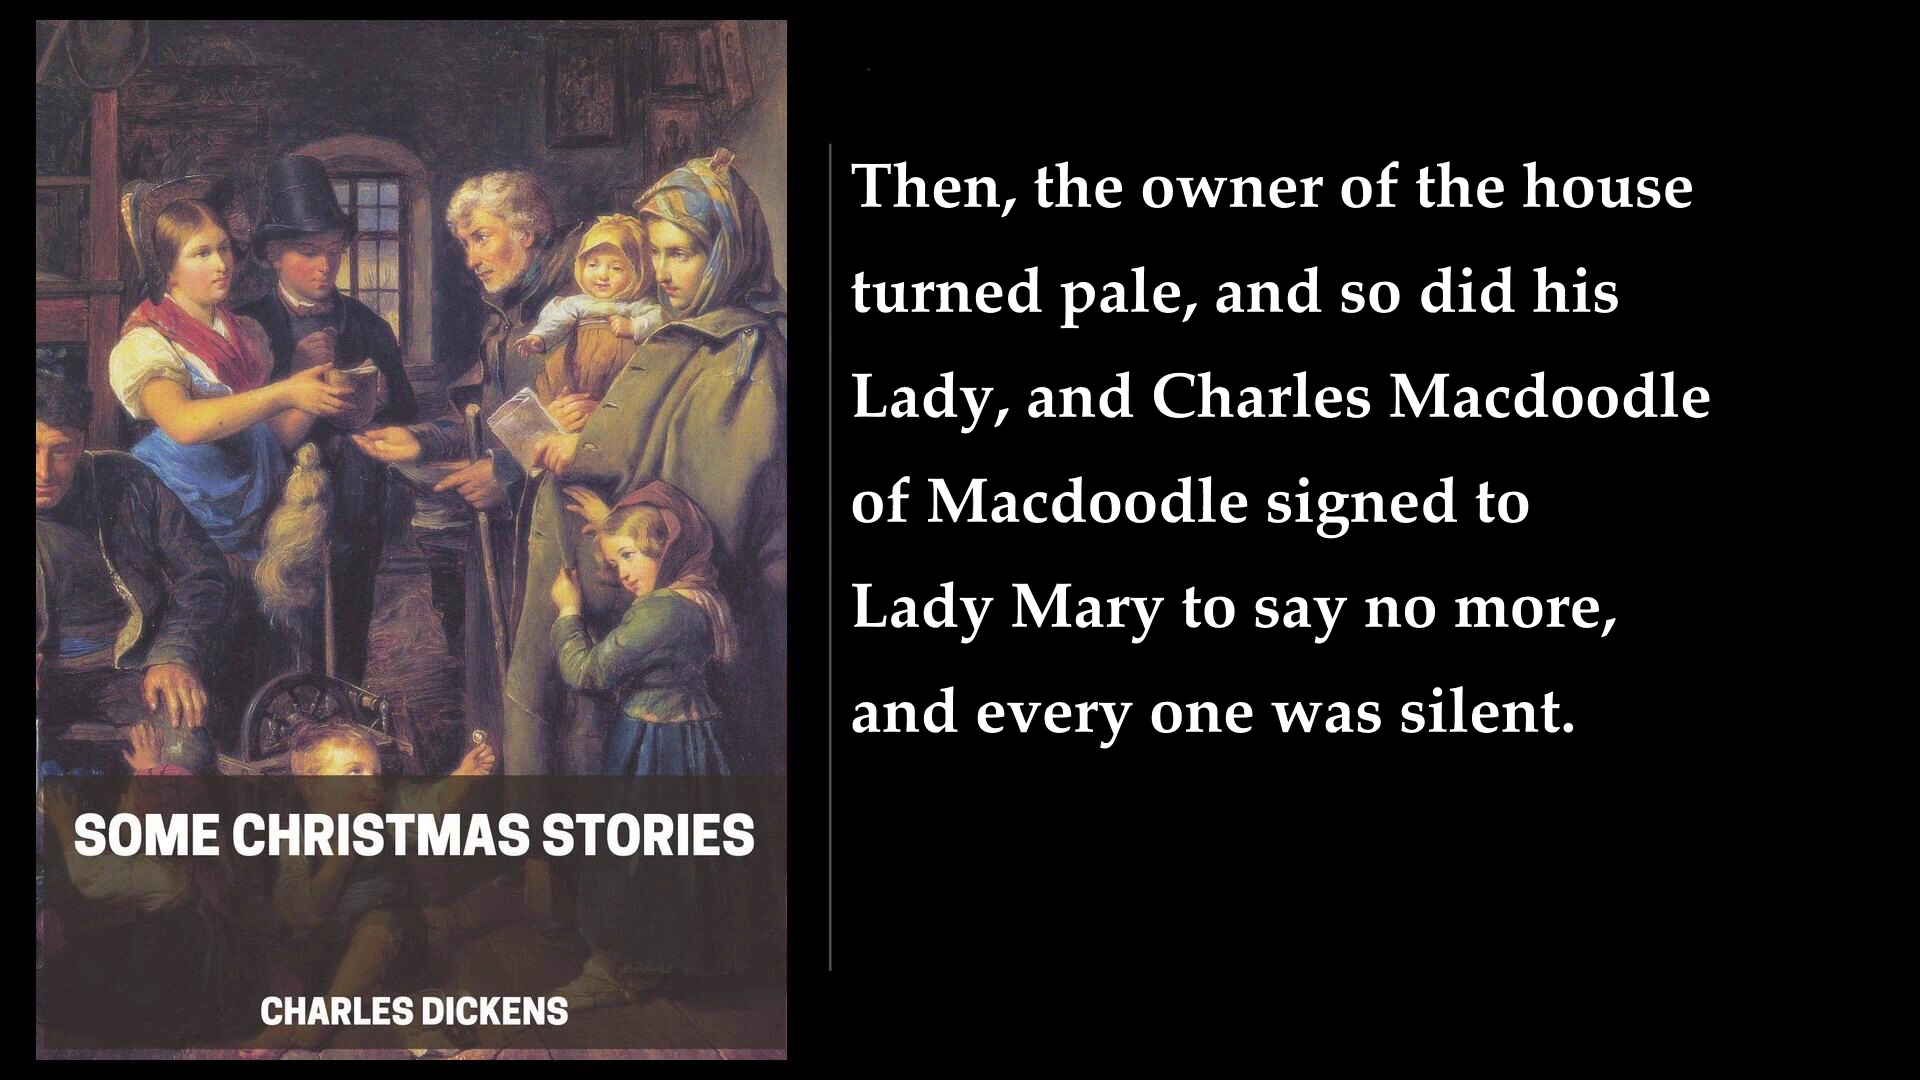 Then, the owner of the house
turned pale, and so did his
Lady, and Charles Macdoodle
of Macdoodle signed to
Lady Mary to say no more,
and every one was silent.
SOME CHRISTMAS STORIES
CHARLES DICKENS